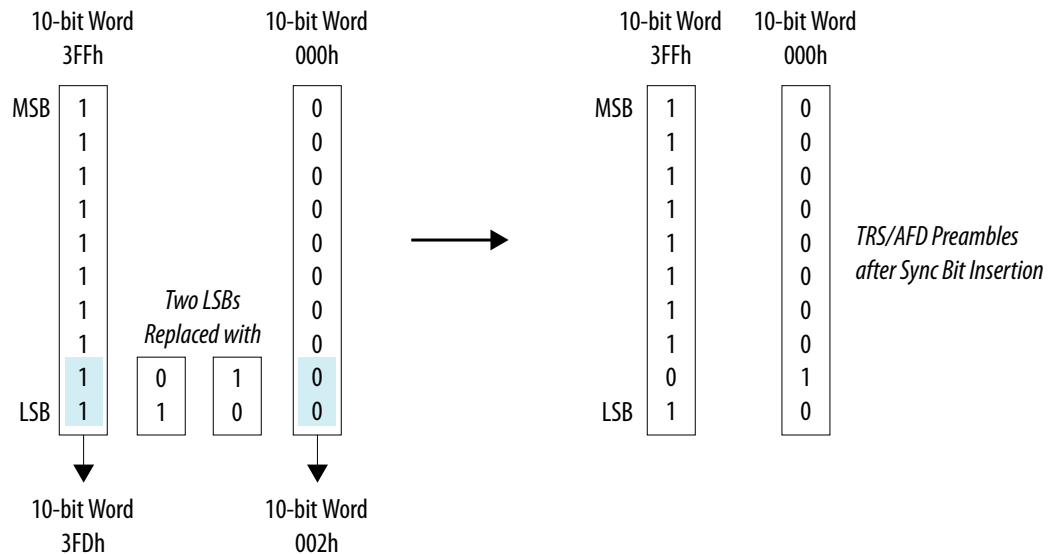 10-bit Word
3FFh
10-bit Word
000h
10-bit Word
3FFh
10-bit Word
000h
MSB 1 0 MSB 1 0
1 0 1 0
1 0 1 0
1 0 1 0
1 0 1 0
1 0 1 0
1 0 1 0
1 0 1 0
1 0 1 0 0 1
LSB 1 1 0 0 LSB 1 0
Two LSBs
Replaced with
TRS/AFD Preambles
after Sync Bit Insertion
10-bit Word
3FDh
10-bit Word
002h